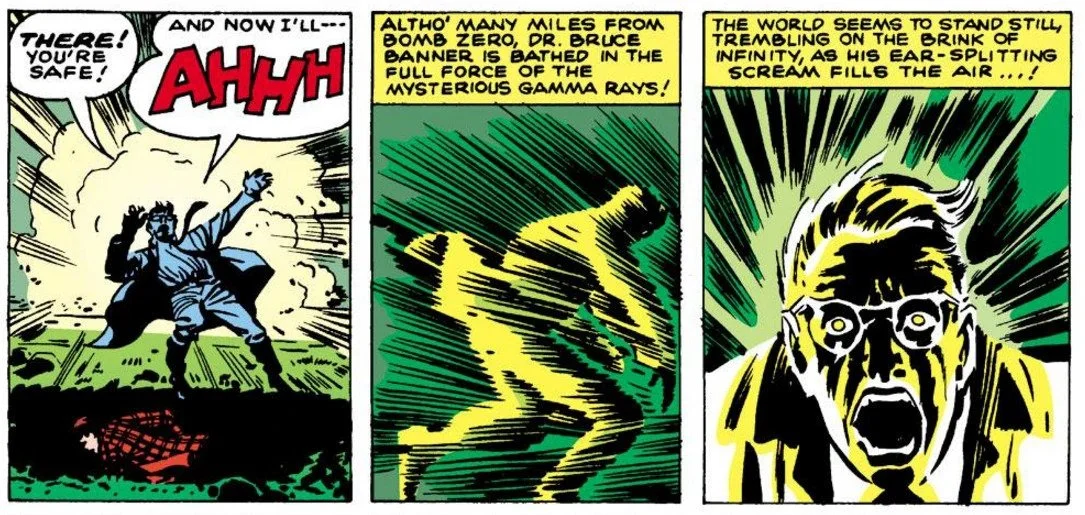 THERE!
YOU'RE
SAFE!
AND NOW I'LL---
AHHH
ALTHO' MANY MILES FROM
BOMB ZERO, DR. BRUCE
BANNER IS BATHED IN THE
FULL FORCE OF THE
MYSTERIOUS GAMMA RAYS!
THE WORLD SEEMS TO STAND STILL,
TREMBLING ON THE BRINK OF
INFINITY, AS HIS EAR-SPLITTING
SCREAM FILLS THE AIR...!